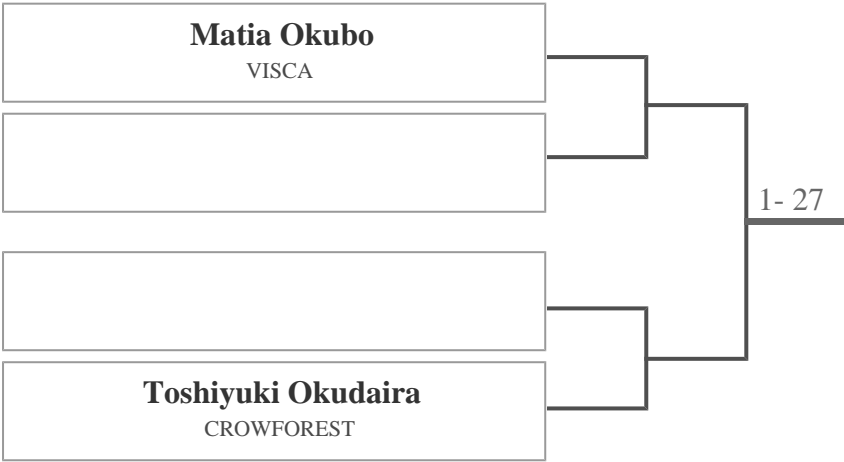 Matia Okubo
VISCA
1- 27
Toshiyuki Okudaira
CROWFOREST